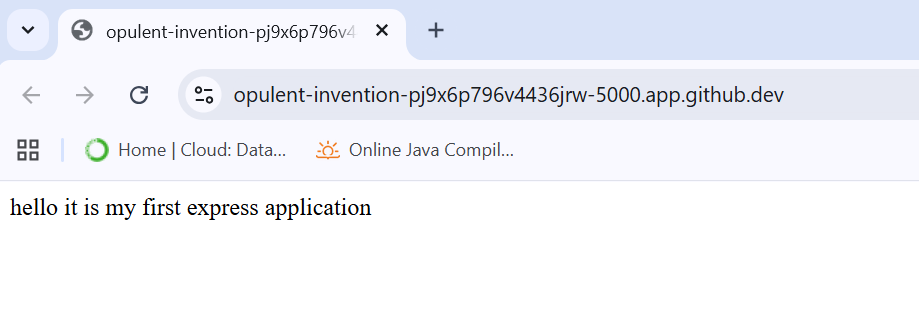 opulent-invention-pj9x6p796v4
opulent-invention-pj9x6p796v4436jrw-5000.app.github.dev
Home | Cloud: Data...
Online Java Compil...
hello it is my first express application